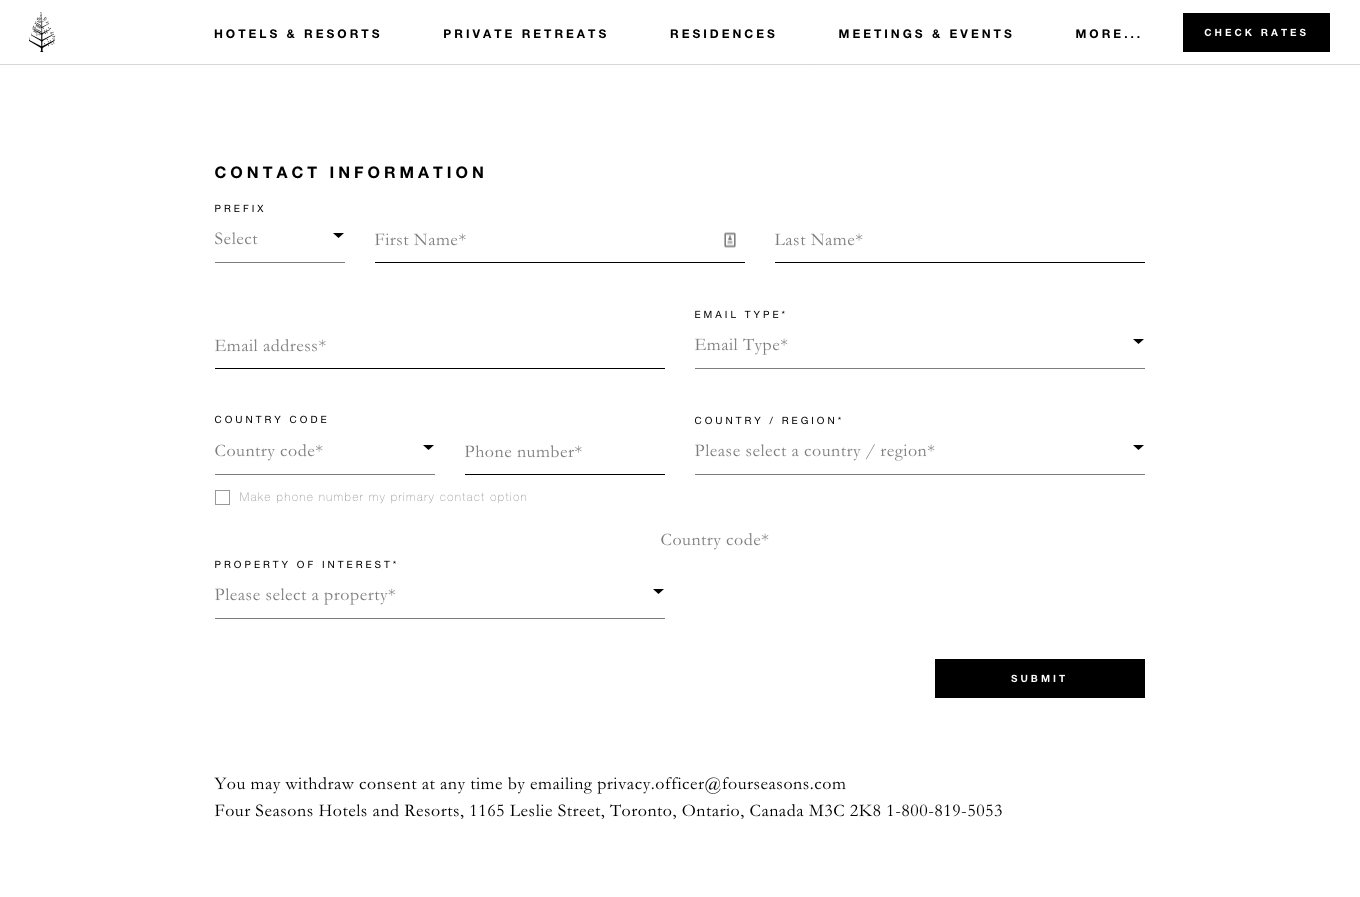 HOTELS & RESORTS PRIVATE RETREATS RESIDENCES MEETINGS & EVENTS MORE... CHECK RATES
CONTACT INFORMATION
PREFIX
Select First Name* Last Name*
EMAIL TYPE*
Email address* Email Type*
COUNTRY CODE COUNTRY / REGION*
Country code* Phone number* Please select a country / region*
Make phone number my primary contact option
Country code*
PROPERTY OF INTEREST*
Please select a property*
SUBMIT
You may withdraw consent at any time by emailing privacy.officer@fourseasons.com
Four Seasons Hotels and Resorts, 1165 Leslie Street, Toronto, Ontario, Canada M3C 2K8 1-800-819-5053